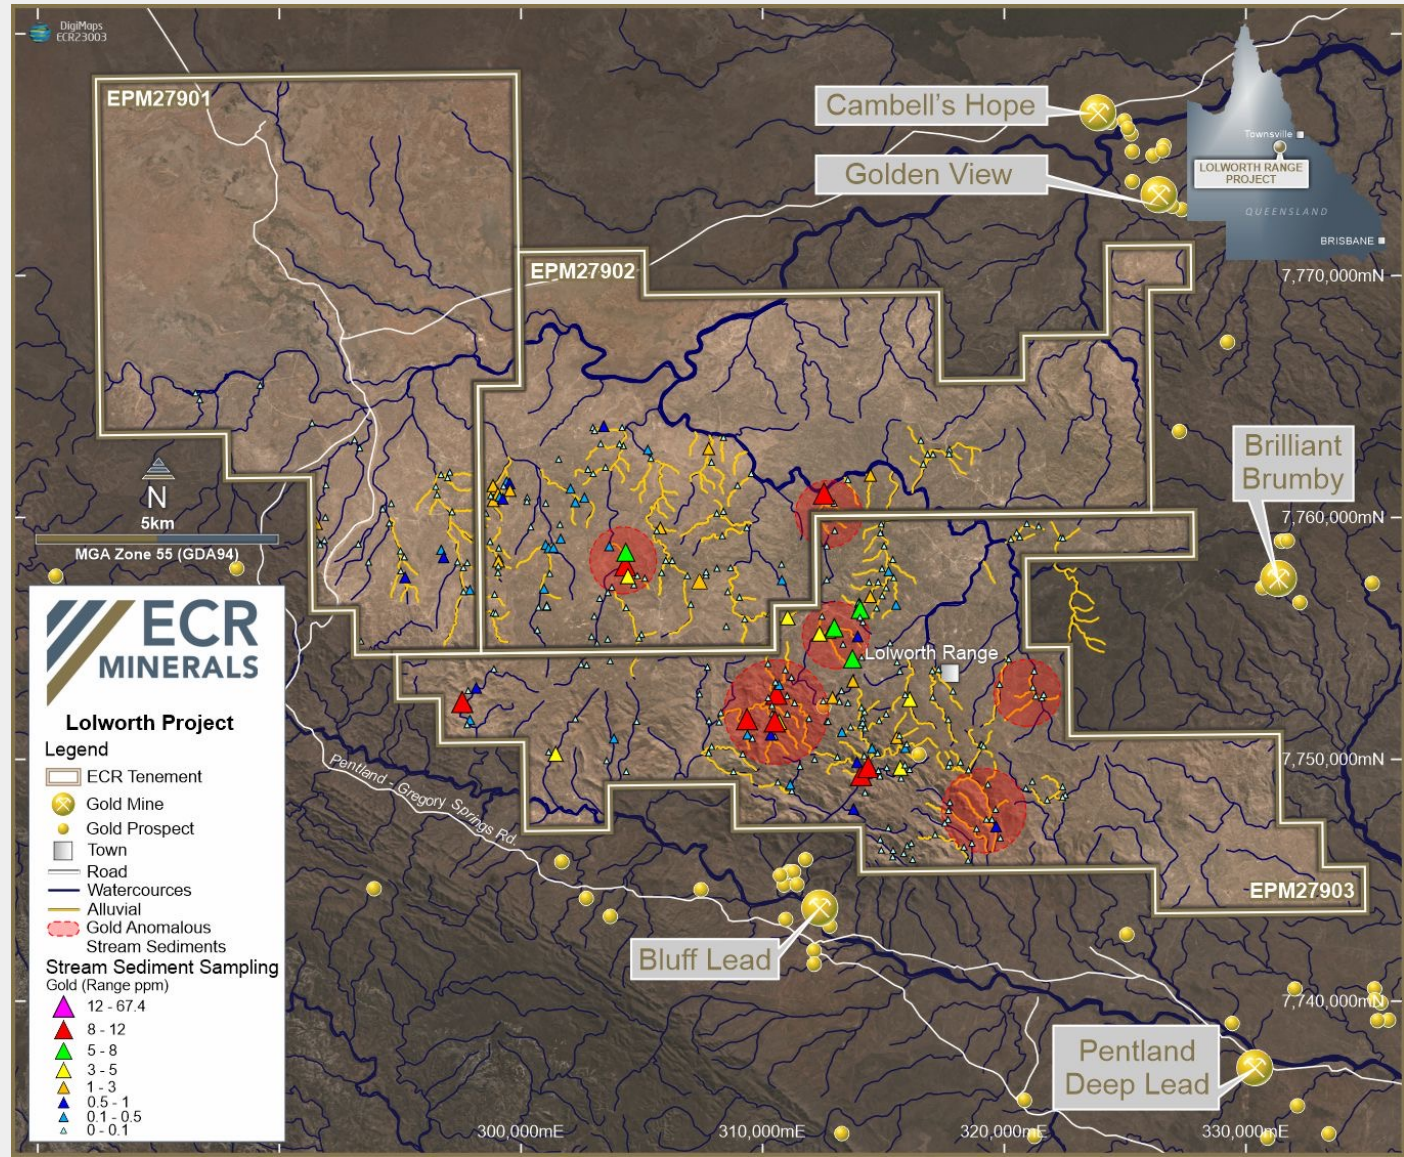 DigiMaps
ECR23003
EPM27901
EPM27902
Cambell's Hope
Golden View
Townsville
LOLWORTH RANGE
PROJECT
QUEENSLAND
BRISBANE
7,770,000mN
Brilliant
Brumby
N
5km
MGA Zone 55 (GDA94)
7,760,000mN
Lolworth Range
7,750,000mN
Pentland - Gregory Springs Rd.
EPM27903
Bluff Lead
7,740,000mN
Pentland
Deep Lead
300,000mE
310,000mE
320,000mE
330,000mE
ECR
MINERALS
Lolworth Project
Legend
ECR Tenement
Gold Mine
Gold Prospect
Town
Road
Watercources
Alluvial
Gold Anomalous
Stream Sediments
Stream Sediment Sampling
Gold (Range ppm)
12 - 67.4
8 - 12
5 - 8
3 - 5
1 - 3
0.5 - 1
0.1 - 0.5
0 - 0.1